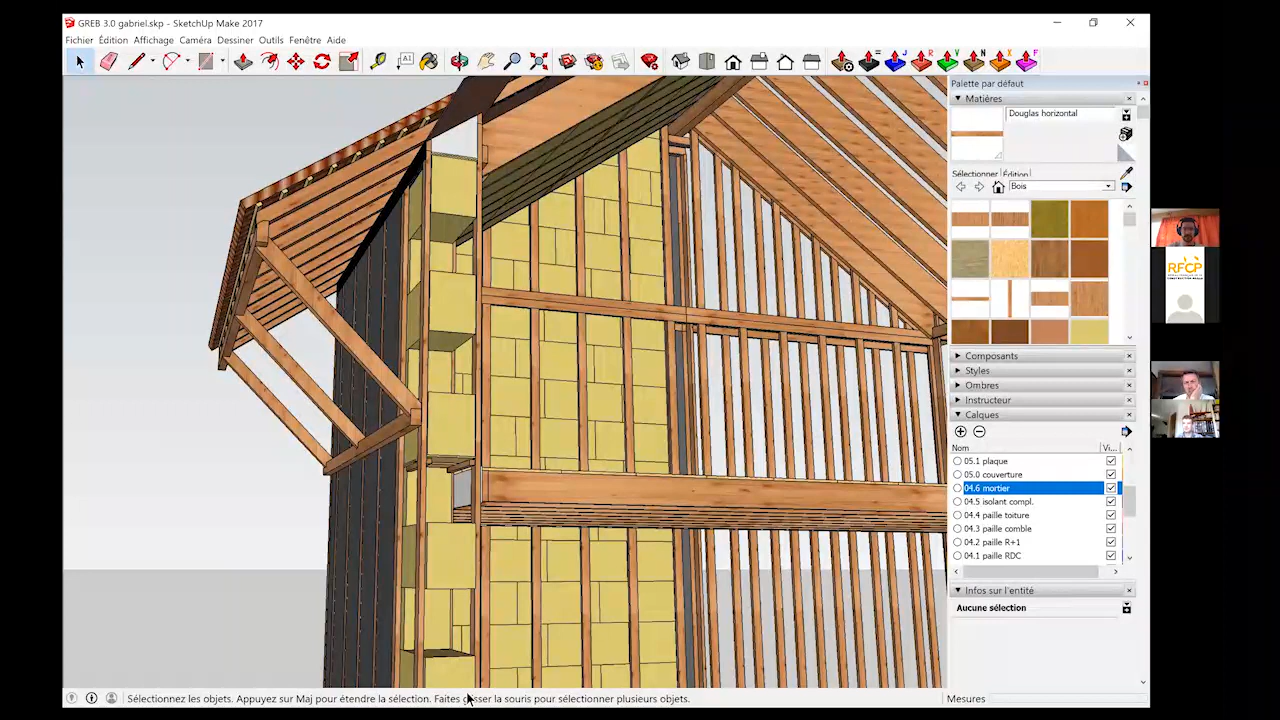 GREB 3.0 gabriel.skp - SketchUp Make 2017
Fichier Édition Affichage Caméra Dessiner Outils Fenêtre Aide
A1
J R V N X F
Palette par défaut
Matières
Douglas horizontal
Sélectionner Édition
Bois
Composants
Styles
Ombres
Instructeur
Calques
Nom Vi...
05.1 plaque
05.0 couverture
04.6 mortier
04.5 isolant compl.
04.4 paille toiture
04.3 paille comble
04.2 paille R+1
04.1 paille RDC
Infos sur l'entité
Aucune sélection
Sélectionnez les objets. Appuyez sur Maj pour étendre la sélection. Faites glisser la souris pour sélectionner plusieurs objets.
Mesures
RFCP